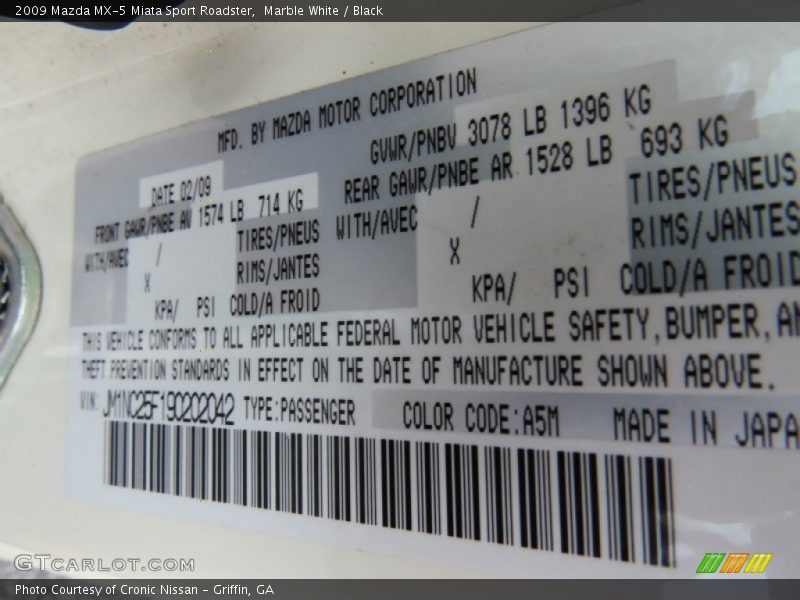 2009 Mazda MX-5 Miata Sport Roadster,  Marble White / Black
MFD. BY MAZDA MOTOR CORPORATION
DATE 02/09
GVWR/PNBV 3078 LB 1396 KG
FRONT GAWR/PNBE AV 1574 LB 714 KG
REAR GAWR/PNBE AR 1528 LB 693 KG
WITH/AVEC / TIRES/PNEUS WITH/AVEC / TIRES/PNEUS
X RIMS/JANTES X RIMS/JANTES
KPA/ PSI COLD/A FROID KPA/ PSI COLD/A FROID
THIS VEHICLE CONFORMS TO ALL APPLICABLE FEDERAL MOTOR VEHICLE SAFETY, BUMPER, AN
THEFT PREVENTION STANDARDS IN EFFECT ON THE DATE OF MANUFACTURE SHOWN ABOVE.
VIN: JM1NC25F190202042 TYPE:PASSENGER COLOR CODE:A5M MADE IN JAPA
GTCARLOT.COM
Photo Courtesy of Cronic Nissan - Griffin, GA